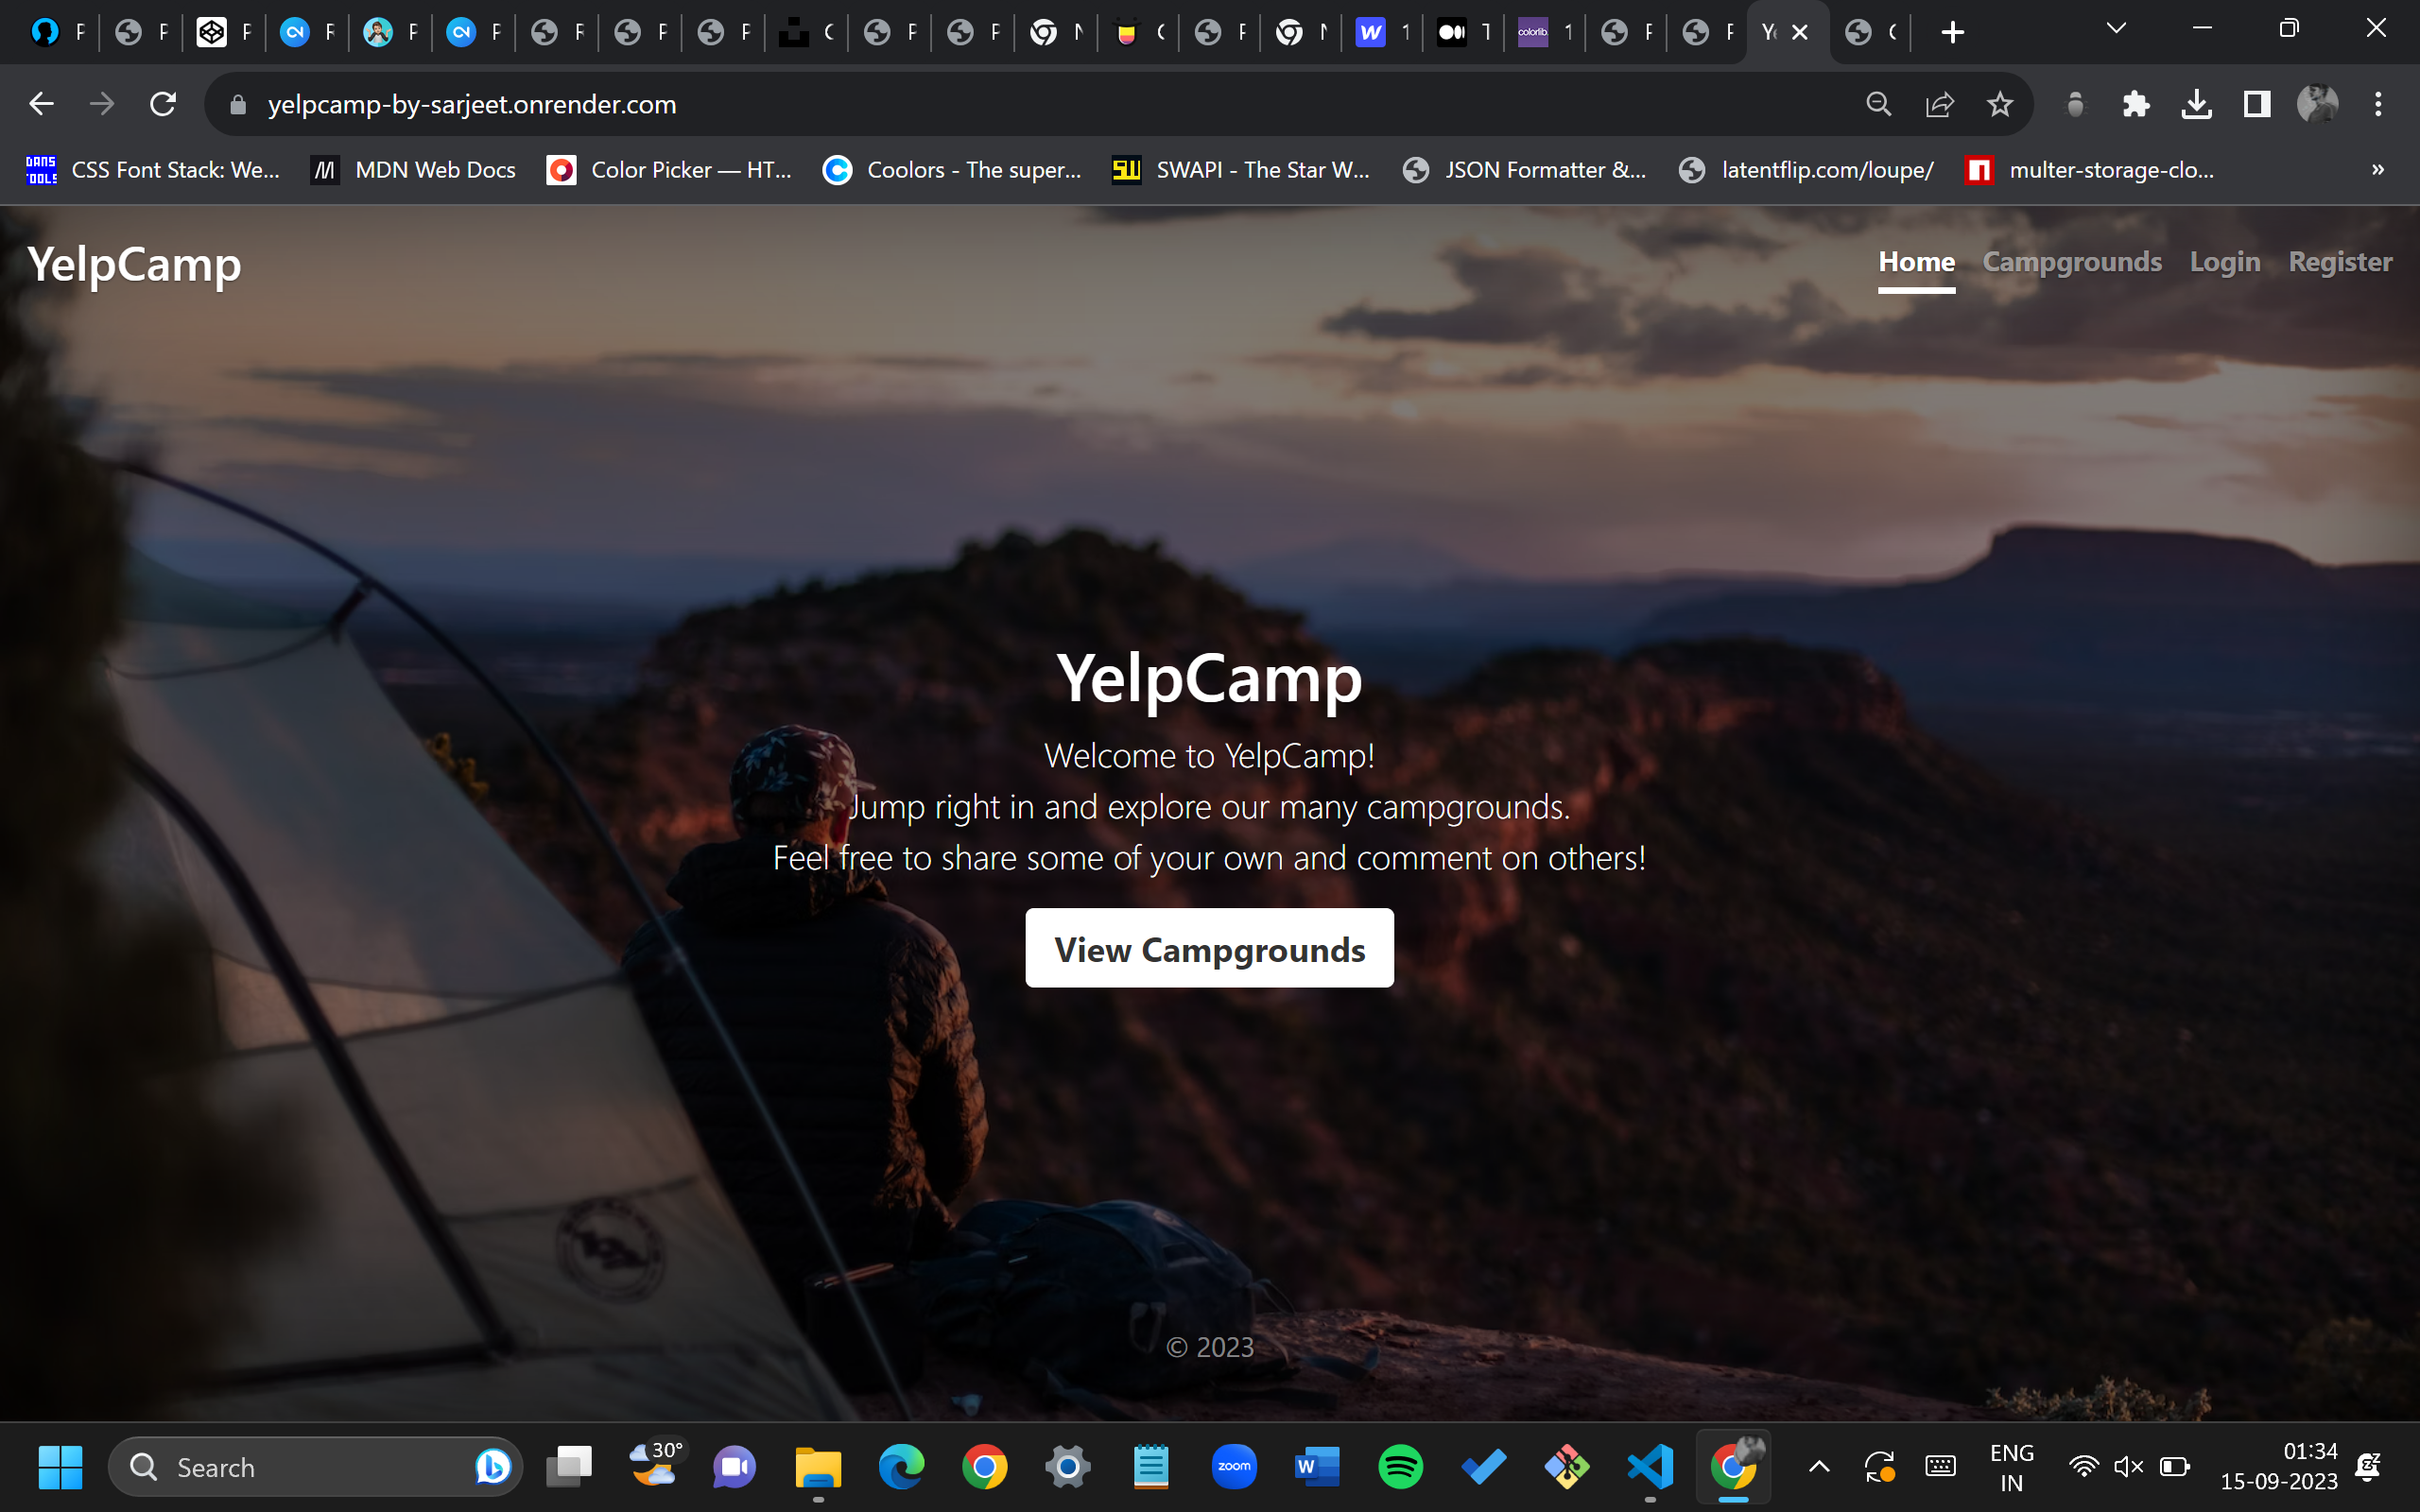 yelpcamp-by-sarjeet.onrender.com
DANS TOOLS
CSS Font Stack: We...
MDN Web Docs
Color Picker — HT...
Coolors - The super...
SWAPI - The Star W...
JSON Formatter &...
latentflip.com/loupe/
multer-storage-clo...
»
YelpCamp
Home
Campgrounds
Login
Register
YelpCamp
Welcome to YelpCamp!
Jump right in and explore our many campgrounds.
Feel free to share some of your own and comment on others!
View Campgrounds
© 2023
Search
30°
zoom
ENG
IN
01:34
15-09-2023